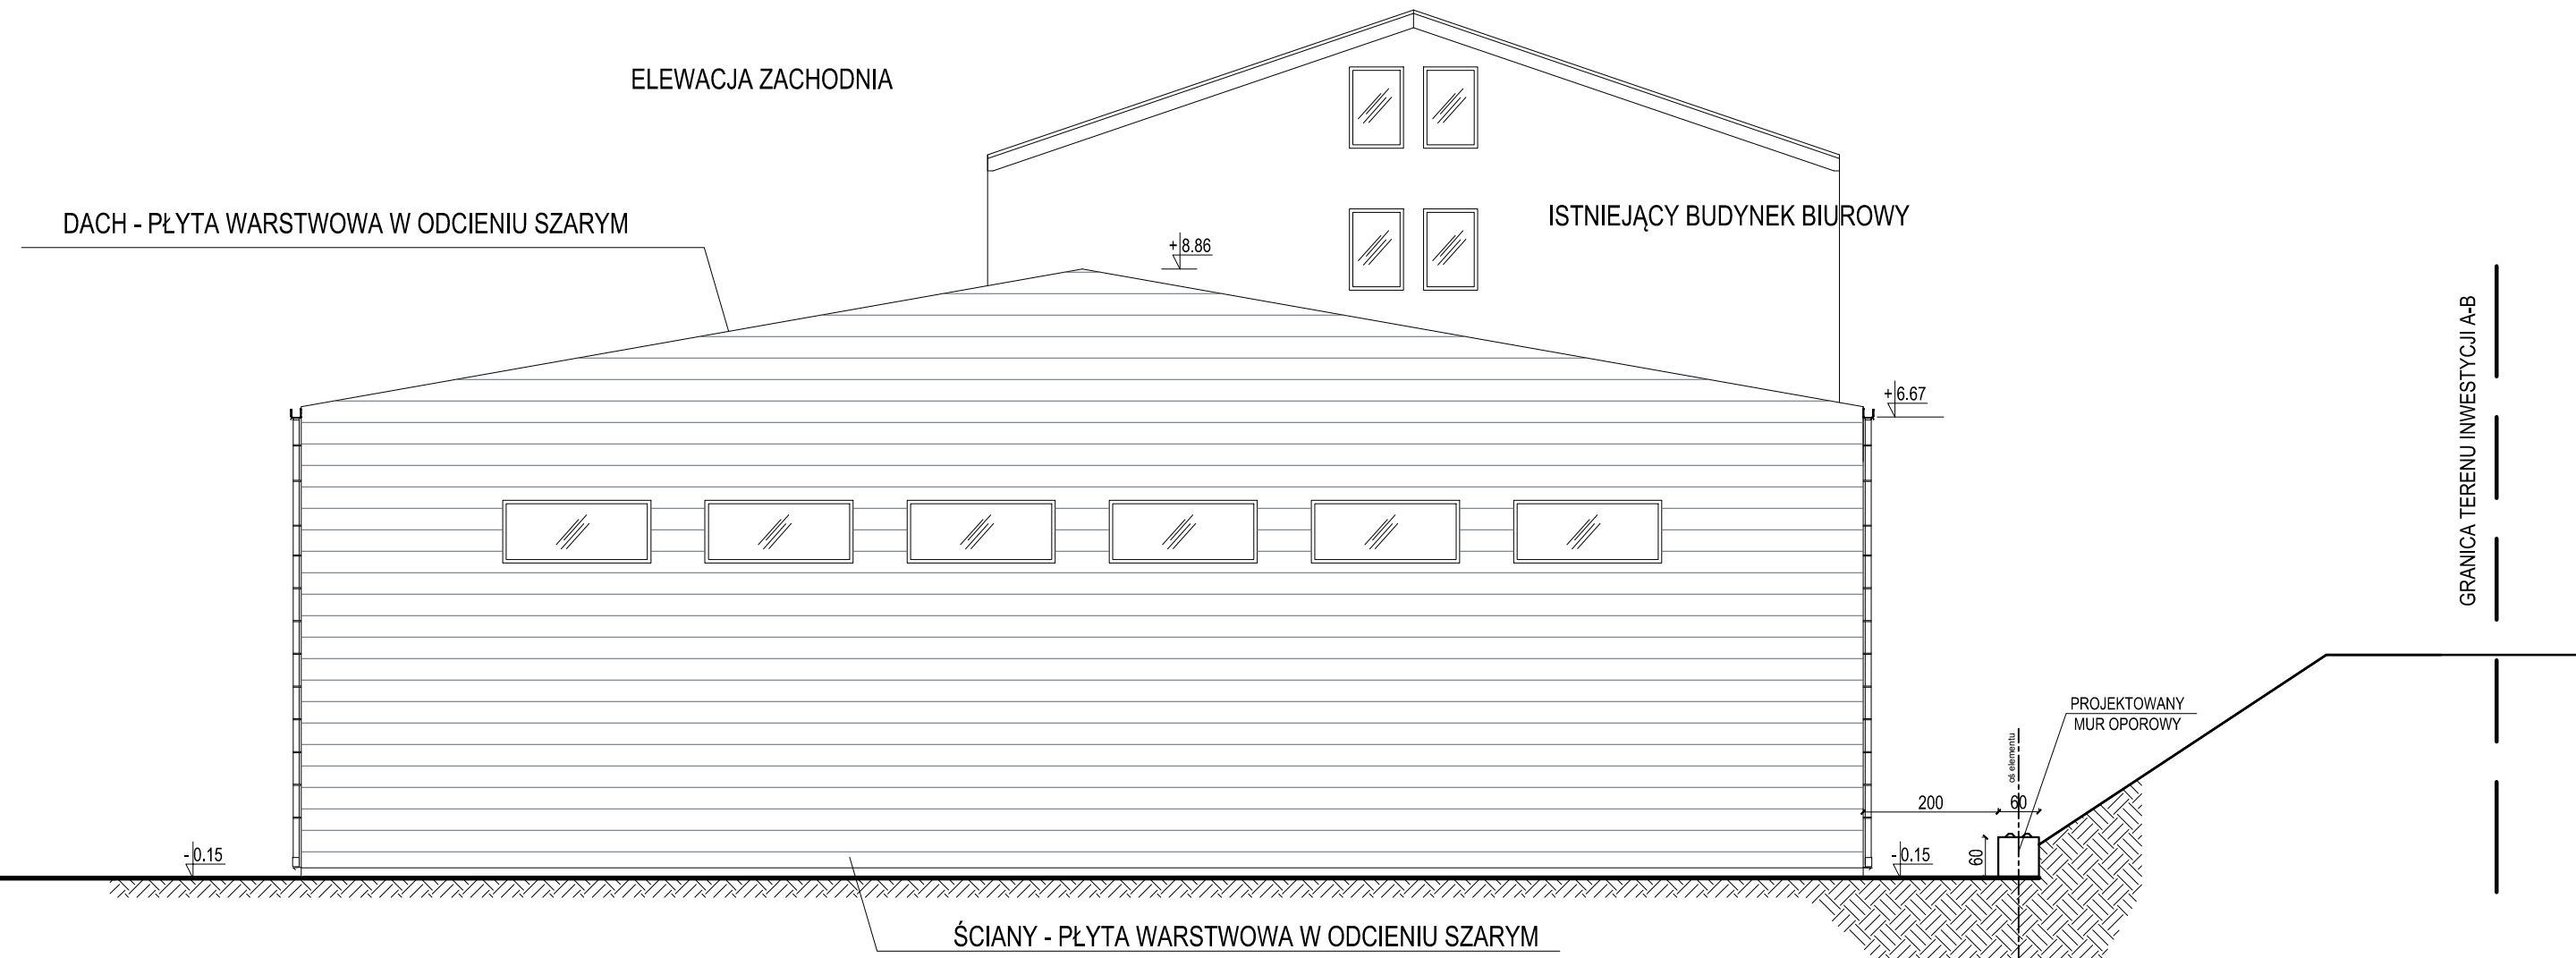 ELEWACJA ZACHODNIA
DACH - PŁYTA WARSTWOWA W ODCIENIU SZARYM
ISTNIEJĄCY BUDYNEK BIUROWY
+8.86
+6.67
GRANICA TERENU INWESTYCJI A-B
PROJEKTOWANY
MUR OPOROWY
oś elementu
200
60
60
-0.15
-0.15
ŚCIANY - PŁYTA WARSTWOWA W ODCIENIU SZARYM